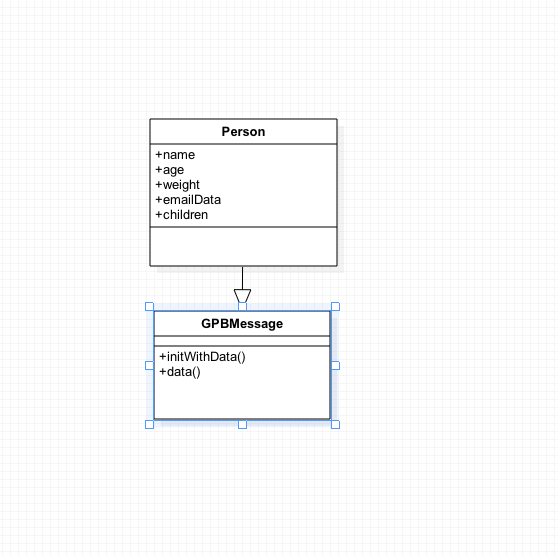 Person
+name
+age
+weight
+emailData
+children
GPBMessage
+initWithData()
+data()